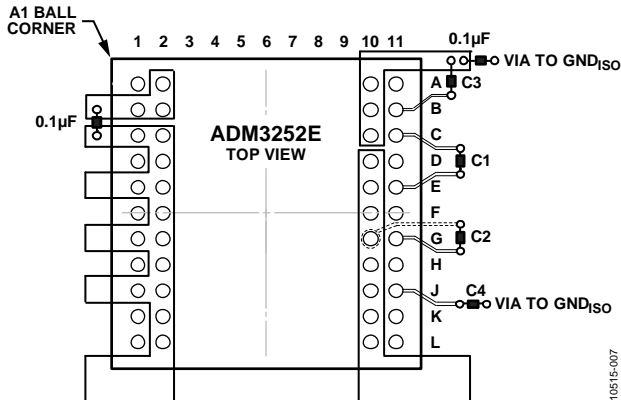 A1 BALL
CORNER
1 2 3 4 5 6 7 8 9 10 11
0.1µF
VIA TO GNDISO
A
C3
B
0.1µF
ADM3252E
TOP VIEW
C
D
C1
E
F
G
C2
H
J
C4
VIA TO GNDISO
K
L
10515-007